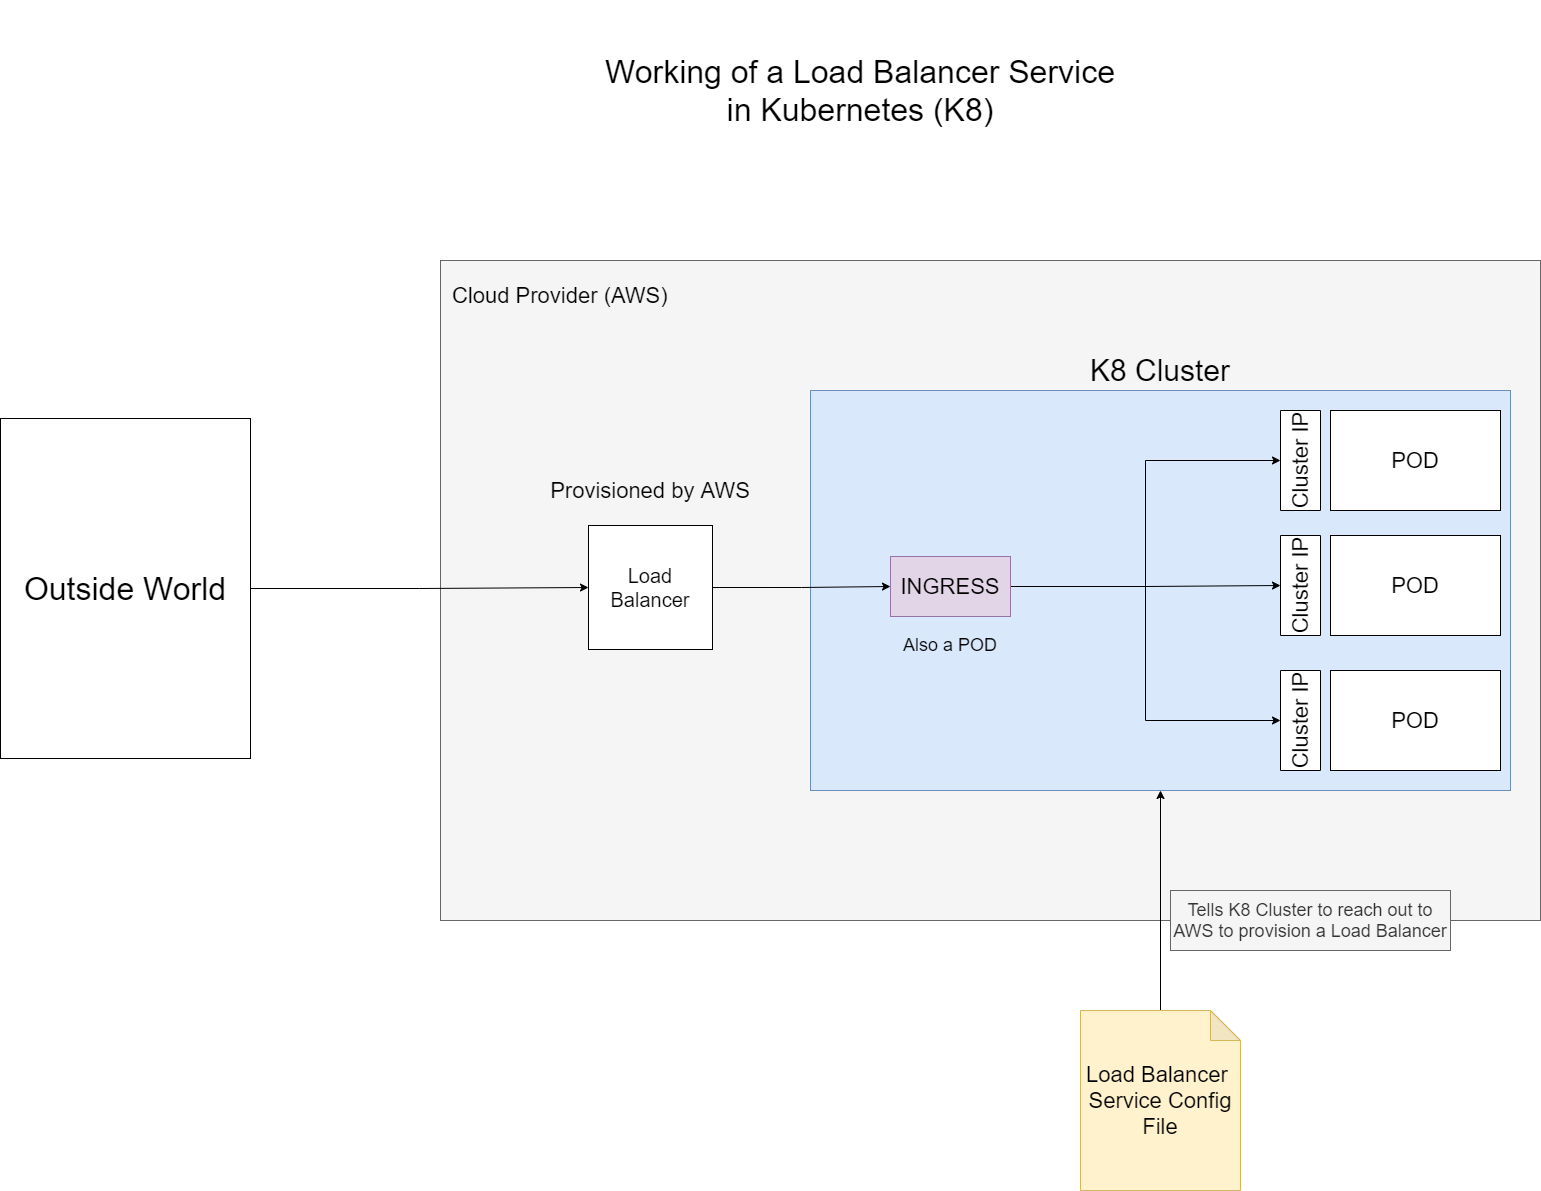 Working of a Load Balancer Service
in Kubernetes (K8)
Cloud Provider (AWS)
K8 Cluster
Cluster IP
POD
Provisioned by AWS
Outside World
Load
Balancer
INGRESS
Also a POD
Cluster IP
POD
Cluster IP
POD
Tells K8 Cluster to reach out to
AWS to provision a Load Balancer
Load Balancer
Service Config
File